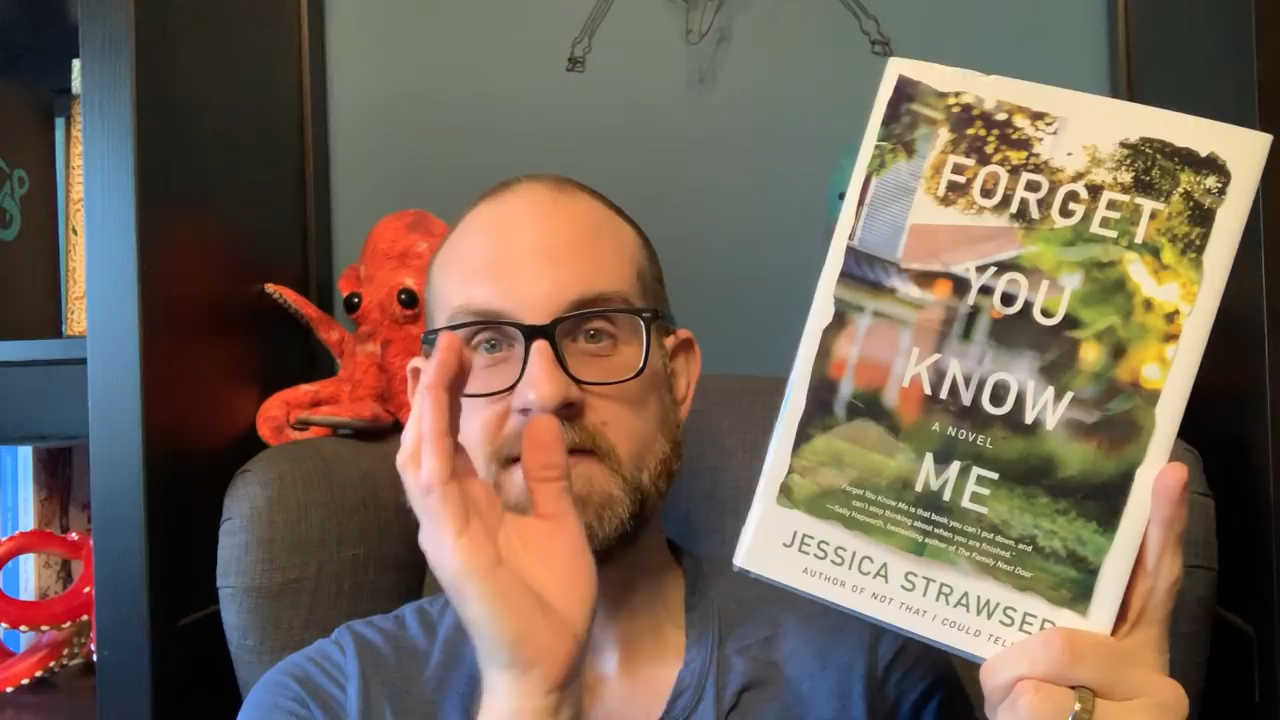 FORGET
YOU
KNOW
A NOVEL
ME
Forget You Know Me is that book you can't put down, and
can't stop thinking about when you are finished."
—Sally Hepworth, bestselling author of The Family Next Door
JESSICA STRAWSER
AUTHOR OF NOT THAT I COULD TELL